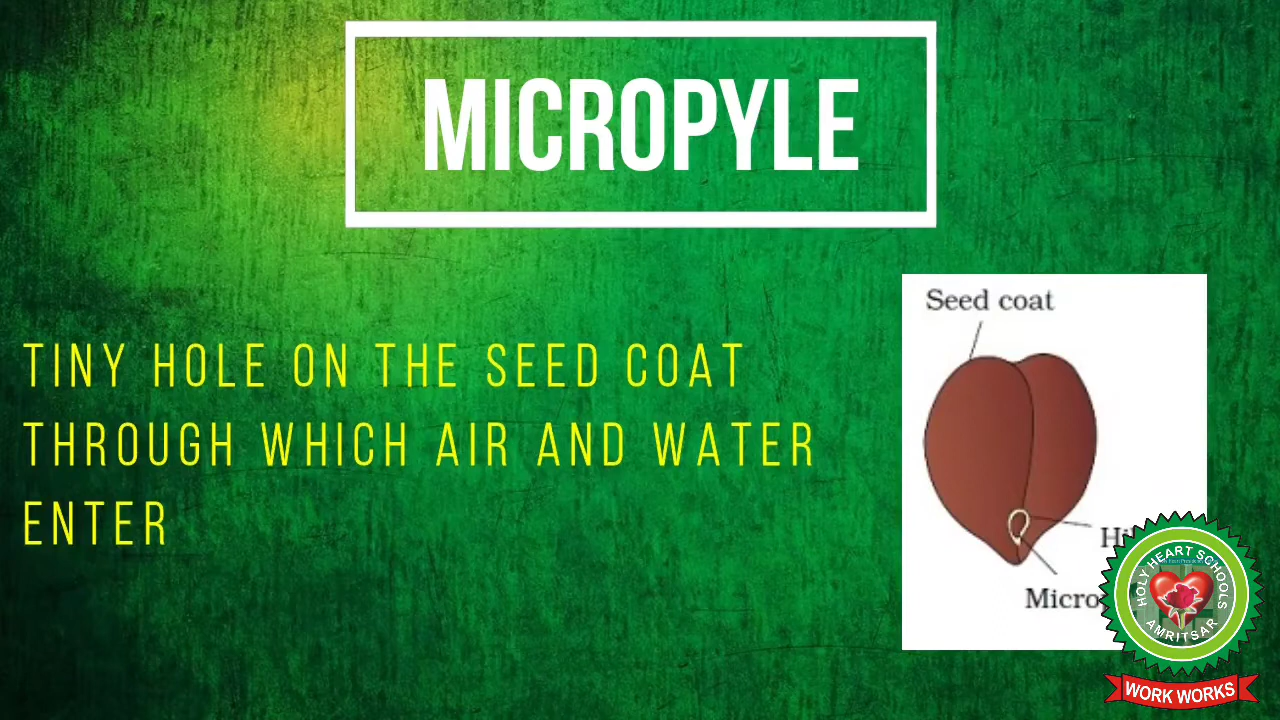 MICROPYLE
TINY HOLE ON THE SEED COAT
THROUGH WHICH AIR AND WATER
ENTER
Seed coat
HOLY HEART SCHOOLS
AMRITSAR
WORK WORKS